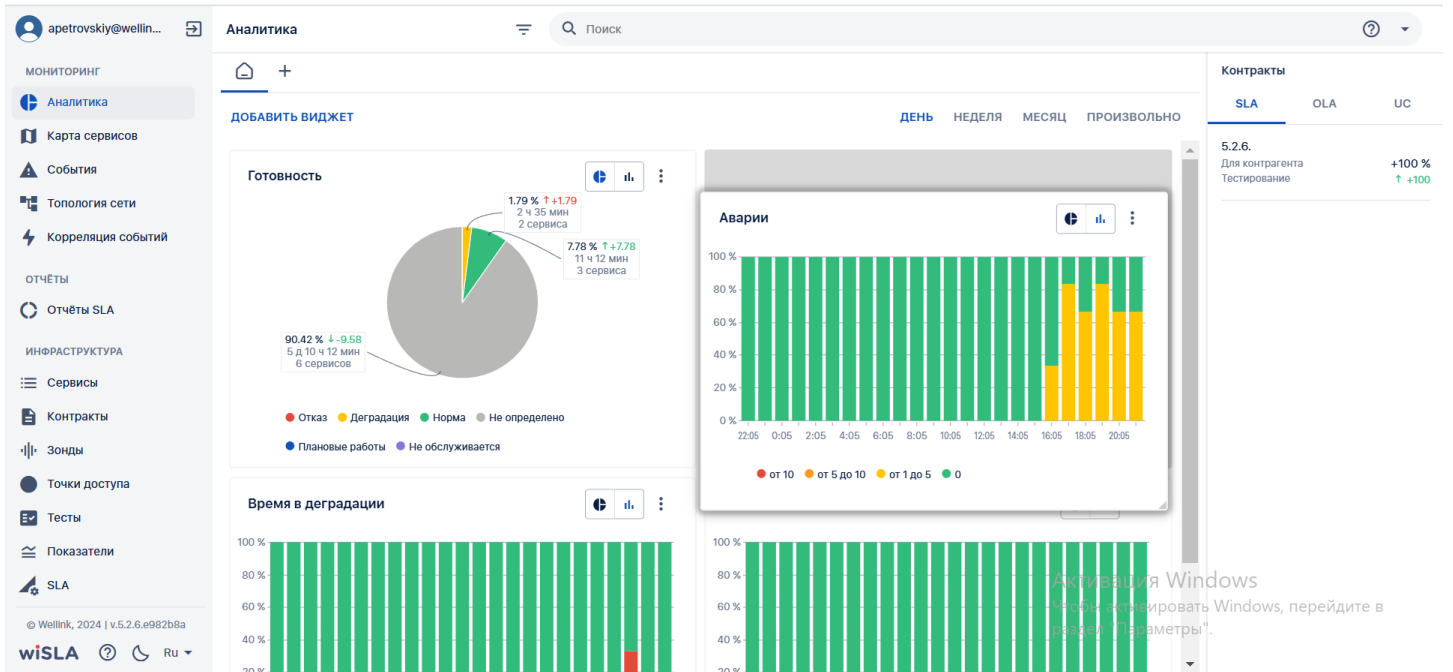 apetrovskiy@wellin...
МОНИТОРИНГ
Аналитика
Карта сервисов
События
Топология сети
Корреляция событий
ОТЧЁТЫ
Отчёты SLA
ИНФРАСТРУКТУРА
Сервисы
Контракты
Зонды
Точки доступа
Тесты
Показатели
SLA
© Wellink, 2024 | v.5.2.6.e982b8a
wiSLA
Ru
Аналитика
Поиск
ДОБАВИТЬ ВИДЖЕТ
ДЕНЬ НЕДЕЛЯ МЕСЯЦ ПРОИЗВОЛЬНО
Готовность
1.79 % ↑+1.79
2 ч 35 мин
2 сервиса
7.78 % ↑+7.78
11 ч 12 мин
3 сервиса
90.42 % ↓-9.58
5 д 10 ч 12 мин
6 сервисов
Отказ Деградация Норма Не определено
Плановые работы Не обслуживается
Аварии
100 %
80 %
60 %
40 %
20 %
0 %
22:05 0:05 2:05 4:05 6:05 8:05 10:05 12:05 14:05 16:05 18:05 20:05
от 10 от 5 до 10 от 1 до 5 0
Время в деградации
100 %
80 %
60 %
40 %
20 %
100 %
80 %
60 %
40 %
20 %
Контракты
SLA OLA UC
5.2.6.
Для контрагента +100 %
Тестирование ↑ +100
Активация Windows
Чтобы активировать Windows, перейдите в
раздел "Параметры".